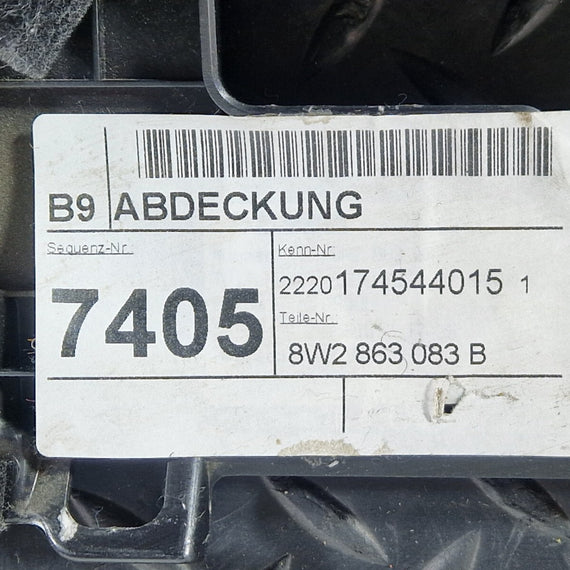 B9 ABDECKUNG
Sequenz-Nr.:
7405
Kenn-Nr:
2220174544015 1
Teile-Nr.:
8W2 863 083 B